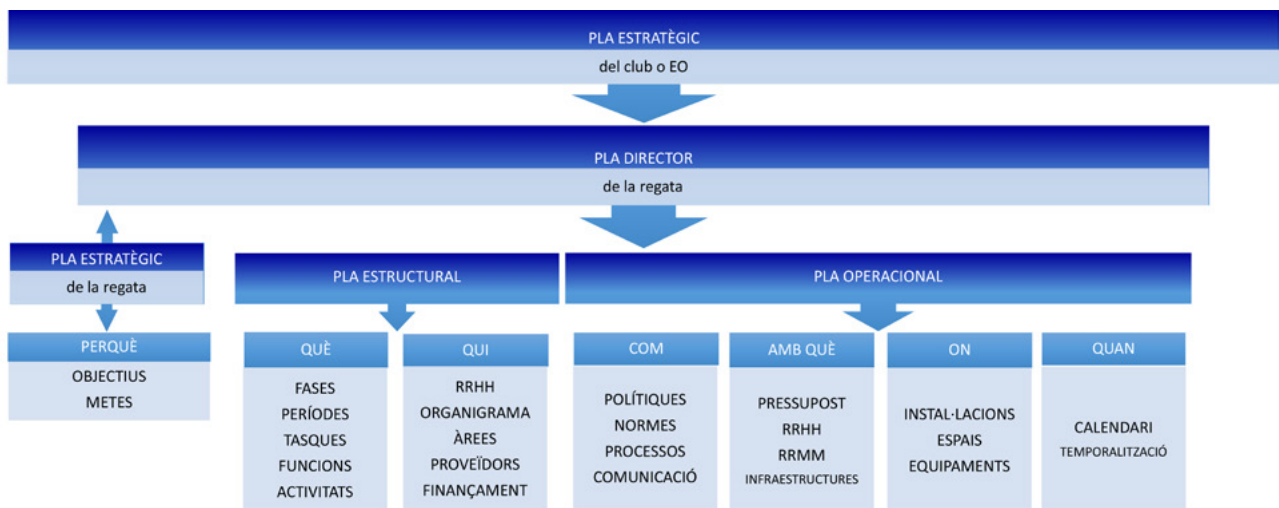 PLA ESTRATÈGIC
del club o EO
PLA DIRECTOR
de la regata
PLA ESTRATÈGIC
de la regata
PERQUÈ
OBJECTIUS
METES
PLA ESTRUCTURAL
QUÈ
FASES
PERÍODES
TASQUES
FUNCIONS
ACTIVITATS
QUI
RRHH
ORGANIGRAMA
ÀREES
PROVEÏDORS
FINANÇAMENT
PLA OPERACIONAL
COM
POLÍTIQUES
NORMES
PROCESSOS
COMUNICACIÓ
AMB QUÈ
PRESSUPOST
RRHH
RRMM
INFRAESTRUCTURES
ON
INSTAL·LACIONS
ESPAIS
EQUIPAMENTS
QUAN
CALENDARI
TEMPORALITZACIÓ